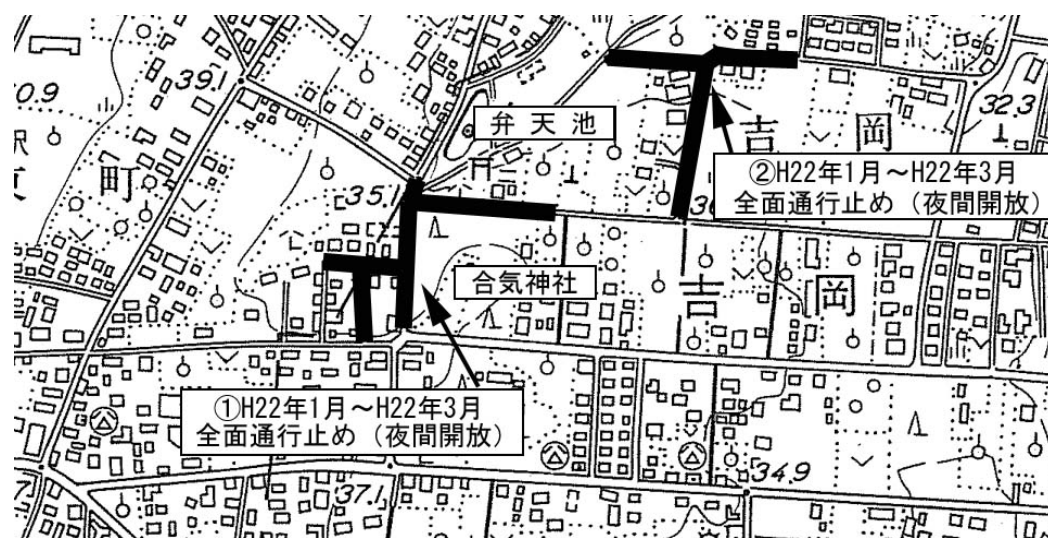 0.9
39.1
町
弁天池
吉岡
32.3
②H22年1月～H22年3月
全面通行止め（夜間開放）
35.1
合気神社
吉岡
①H22年1月～H22年3月
全面通行止め（夜間開放）
34.9
37.1